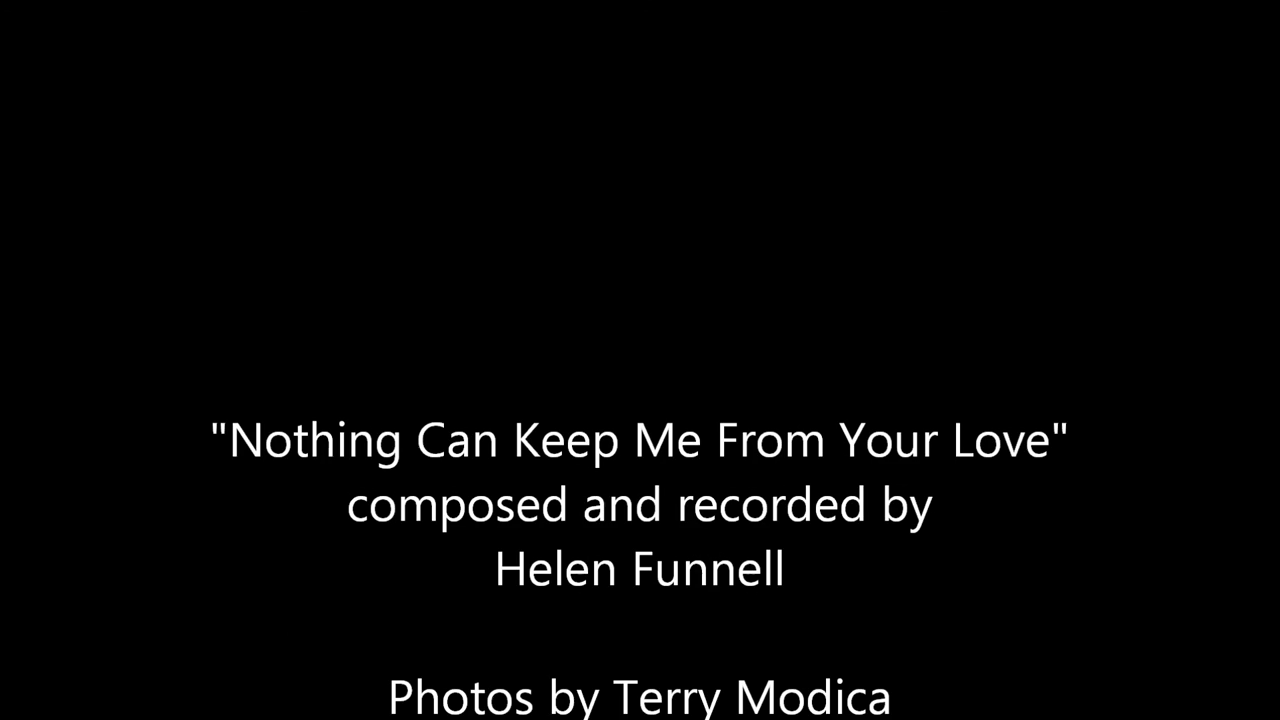 "Nothing Can Keep Me From Your Love"
composed and recorded by
Helen Funnell
Photos by Terry Modica